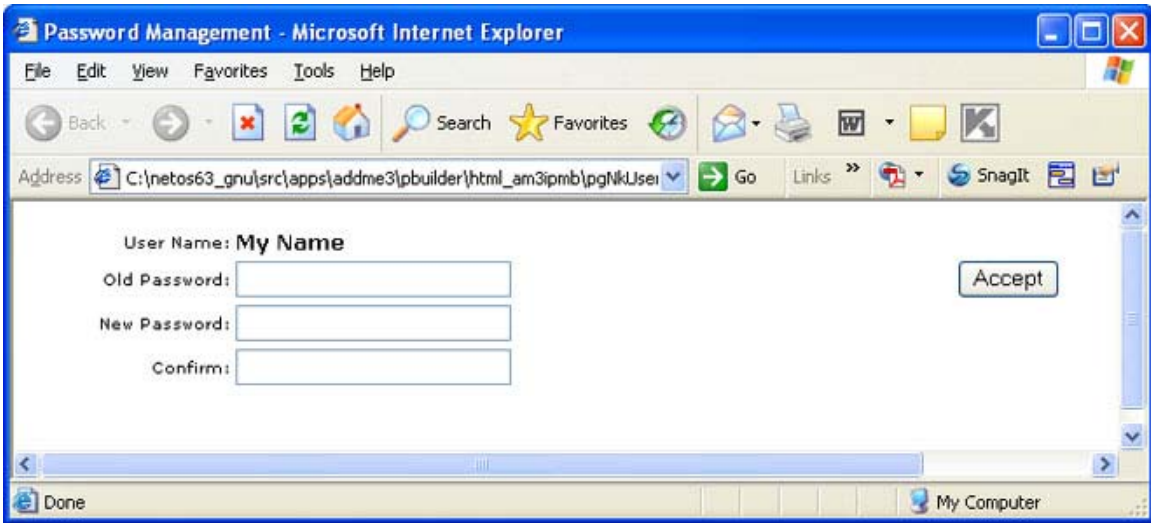 Password Management - Microsoft Internet Explorer
File Edit View Favorites Tools Help
Back Search Favorites W K
Address C:\netos63_gnu\src\apps\addme3\pbuilder\html_am3ipmb\pgNkUser Go Links » SnagIt
User Name: My Name
Old Password:
Accept
New Password:
Confirm:
Done My Computer